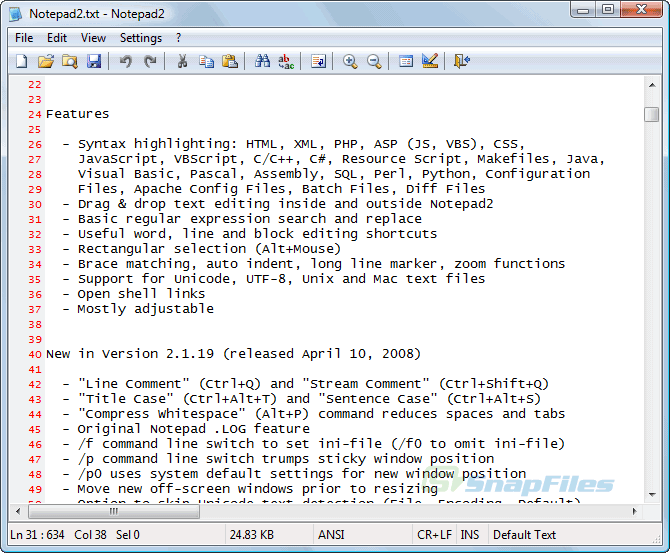 Notepad2.txt - Notepad2
File Edit View Settings ?
22
23
24 Features
25
26 - Syntax highlighting: HTML, XML, PHP, ASP (JS, VBS), CSS,
27 JavaScript, VBScript, C/C++, C#, Resource Script, Makefiles, Java,
28 Visual Basic, Pascal, Assembly, SQL, Perl, Python, Configuration
29 Files, Apache Config Files, Batch Files, Diff Files
30 - Drag & drop text editing inside and outside Notepad2
31 - Basic regular expression search and replace
32 - Useful word, line and block editing shortcuts
33 - Rectangular selection (Alt+Mouse)
34 - Brace matching, auto indent, long line marker, zoom functions
35 - Support for Unicode, UTF-8, Unix and Mac text files
36 - Open shell links
37 - Mostly adjustable
38
39
40 New in Version 2.1.19 (released April 10, 2008)
41
42 - "Line Comment" (Ctrl+Q) and "Stream Comment" (Ctrl+Shift+Q)
43 - "Title Case" (Ctrl+Alt+T) and "Sentence Case" (Ctrl+Alt+S)
44 - "Compress Whitespace" (Alt+P) command reduces spaces and tabs
45 - Original Notepad .LOG feature
46 - /f command line switch to set ini-file (/f0 to omit ini-file)
47 - /p command line switch trumps sticky window position
48 - /p0 uses system default settings for new window position
49 - Move new off-screen windows prior to resizing
50 - Option to skip Unicode text detection (File, Encoding, Default)
SnapFiles
Ln 31 : 634 Col 38 Sel 0 24.83 KB ANSI CR+LF INS Default Text